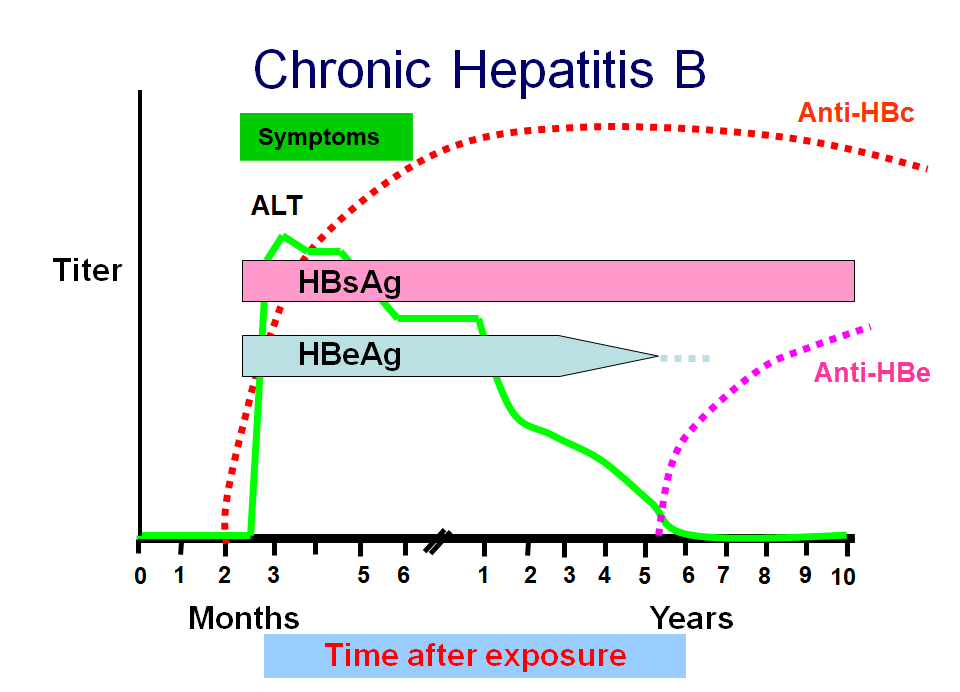 Chronic Hepatitis B
Anti-HBc
Symptoms
ALT
Titer
HBsAg
HBeAg
Anti-HBe
0 1 2 3 5 6 1 2 3 4 5 6 7 8 9 10
Months Years
Time after exposure